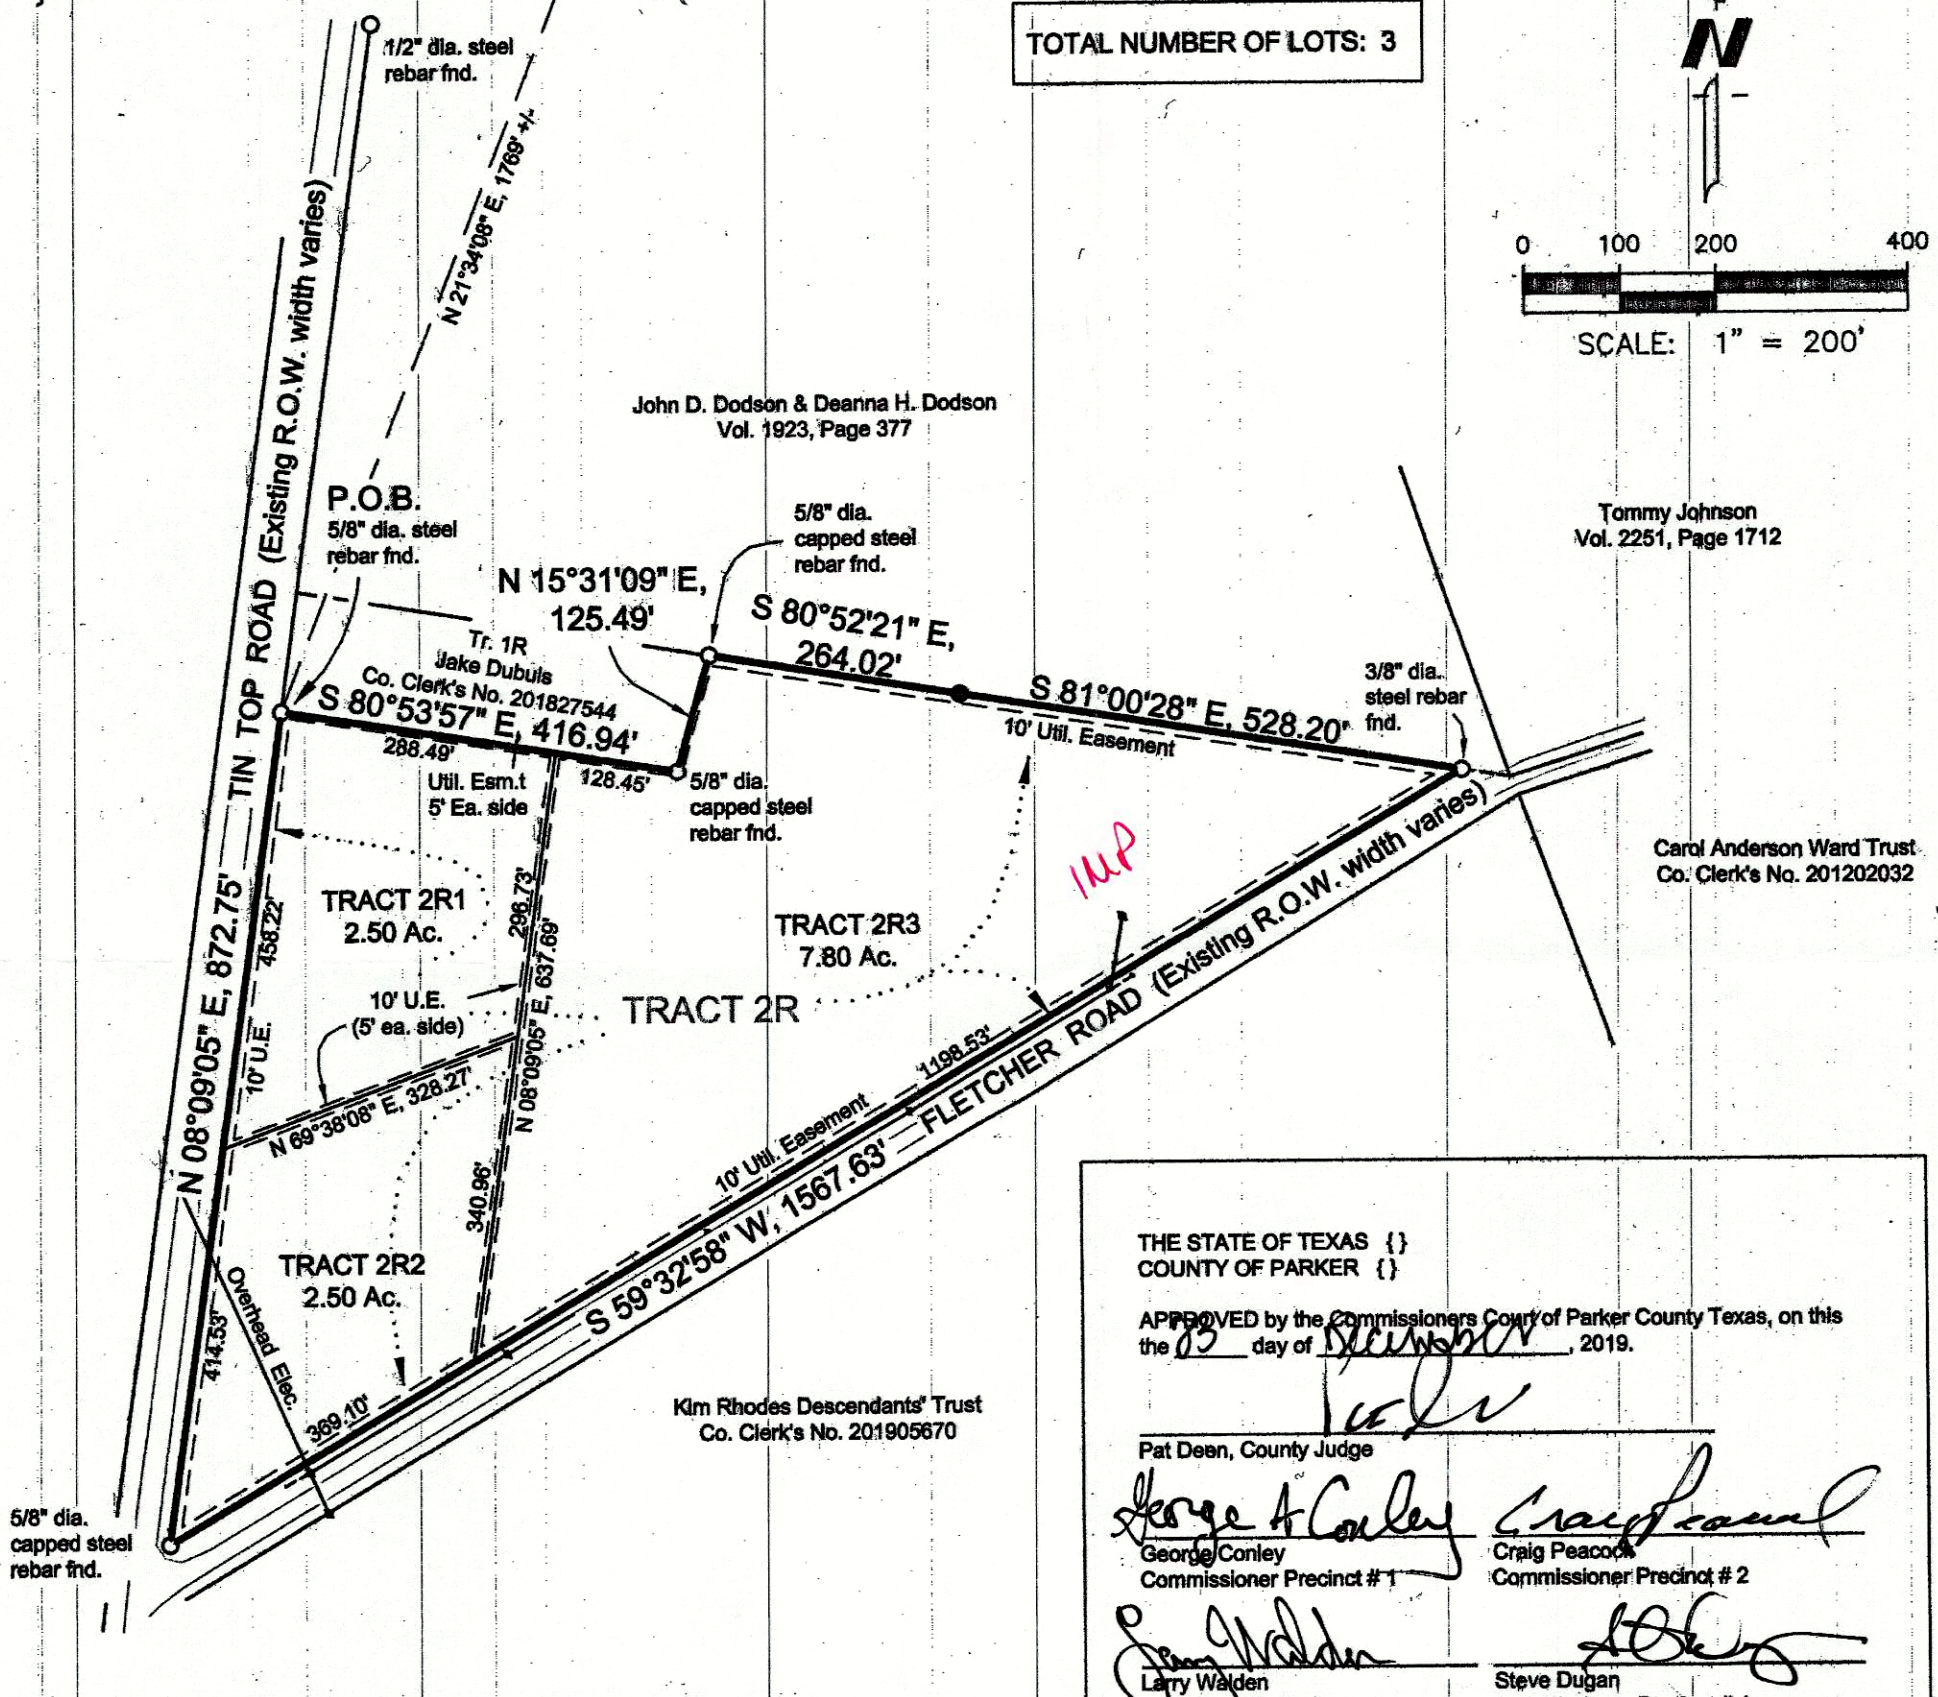 TOTAL NUMBER OF LOTS: 3
N
1/2" dia. steel
rebar fnd.
N 21°34'08" E, 1769' +/-
0 100 200 400
SCALE: 1" = 200'
TIN TOP ROAD (Existing R.O.W. width varies)
John D. Dodson & Deanna H. Dodson
Vol. 1923, Page 377
P.O.B.
5/8" dia. steel
rebar fnd.
5/8" dia.
capped steel
rebar fnd.
Tommy Johnson
Vol. 2251, Page 1712
N 15°31'09" E,
125.49'
S 80°52'21" E,
264.02'
Tr. 1R
Jake Dubuis
Co. Clerk's No. 201827544
S 80°53'57" E, 416.94'
288.49'
128.45'
Util. Esm.t
5' Ea. side
5/8" dia.
capped steel
rebar fnd.
S 81°00'28" E, 528.20'
10' Util. Easement
3/8" dia.
steel rebar
fnd.
Carol Anderson Ward Trust
Co. Clerk's No. 201202032
IMP
TRACT 2R1
2.50 Ac.
458.22'
296.73'
N 08°09'05" E, 637.69'
TRACT 2R3
7.80 Ac.
N 08°09'05" E, 872.75'
10' U.E.
10' U.E.
(5' ea. side)
TRACT 2R
N 69°38'08" E, 328.27'
1198.53'
FLETCHER ROAD (Existing R.O.W. width varies)
10' Util. Easement
S 59°32'58" W, 1567.63'
340.96'
TRACT 2R2
2.50 Ac.
Overhead Elec.
414.53'
369.10'
Kim Rhodes Descendants' Trust
Co. Clerk's No. 201905670
5/8" dia.
capped steel
rebar fnd.
THE STATE OF TEXAS {}
COUNTY OF PARKER {}
APPROVED by the Commissioners Court of Parker County Texas, on this
the 03 day of December, 2019.
Pat Deen, County Judge
George A Conley Craig Peacock
George Conley Craig Peacock
Commissioner Precinct # 1 Commissioner Precinct # 2
Larry Walden
Larry Walden Steve Dugan